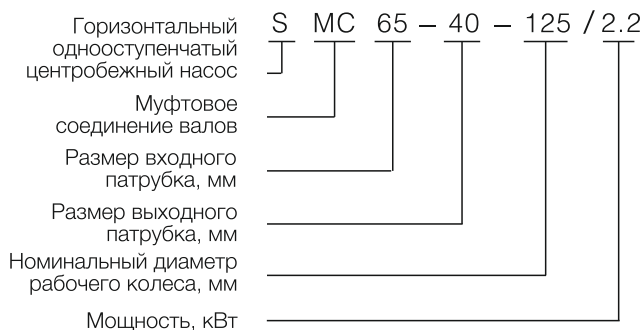 S MC 65 – 40 – 125 / 2.2
Горизонтальный
однооступенчатый
центробежный насос
Муфтовое
соединение валов
Размер входного
патрубка, мм
Размер выходного
патрубка, мм
Номинальный диаметр
рабочего колеса, мм
Мощность, кВт